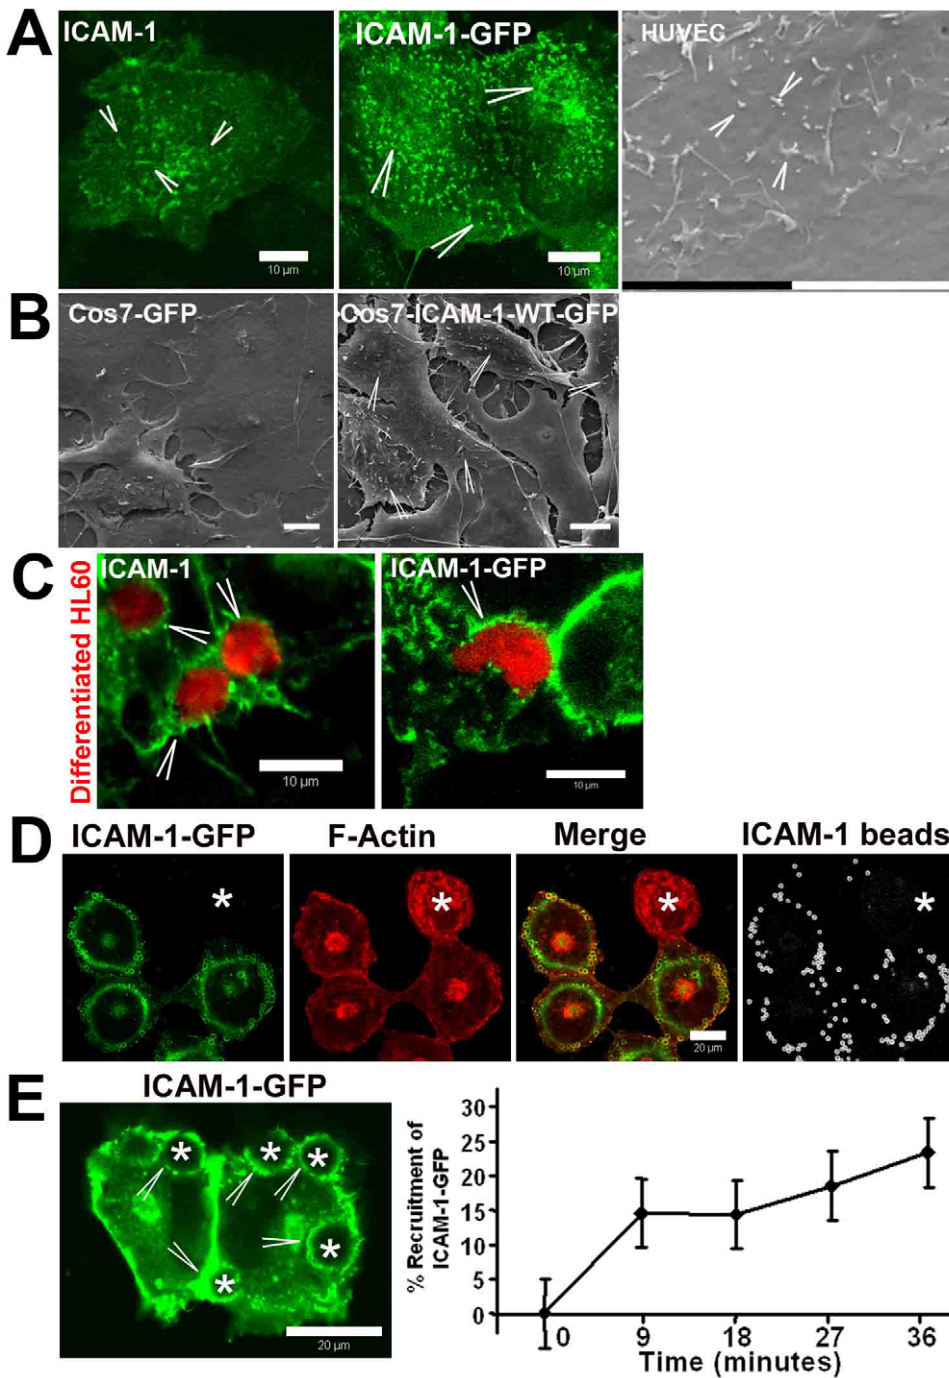 A
ICAM-1
ICAM-1-GFP
HUVEC
10 µm
10 µm
B
Cos7-GFP
Cos7-ICAM-1-WT-GFP
C
Differentiated HL60
ICAM-1
ICAM-1-GFP
10 µm
10 µm
D
ICAM-1-GFP
F-Actin
Merge
ICAM-1 beads
*
*
*
*
20 µm
E
ICAM-1-GFP
*
*
*
*
*
20 µm
% Recruitment of
ICAM-1-GFP
30
25
20
15
10
5
0
0 9 18 27 36
Time (minutes)